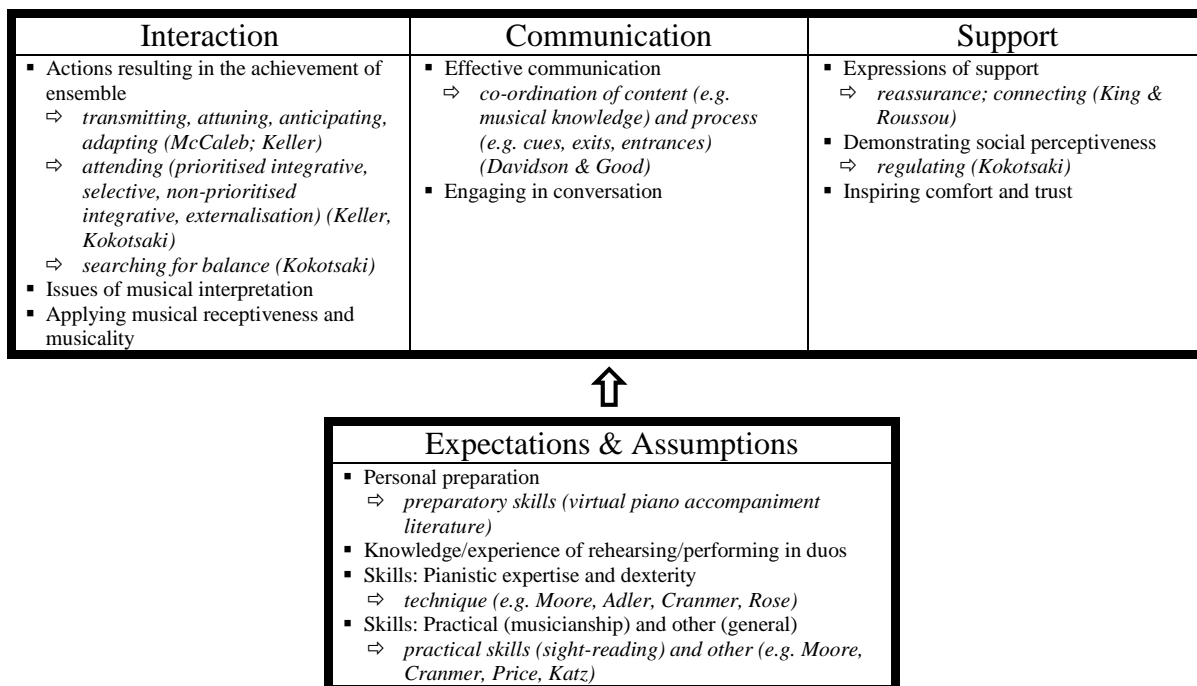 Interaction
▪ Actions resulting in the achievement of
ensemble
⇨ transmitting, attuning, anticipating,
adapting (McCaleb; Keller)
⇨ attending (prioritised integrative,
selective, non-prioritised
integrative, externalisation) (Keller,
Kokotsaki)
⇨ searching for balance (Kokotsaki)
▪ Issues of musical interpretation
▪ Applying musical receptiveness and
musicality
Communication
▪ Effective communication
⇨ co-ordination of content (e.g.
musical knowledge) and process
(e.g. cues, exits, entrances)
(Davidson & Good)
▪ Engaging in conversation
Support
▪ Expressions of support
⇨ reassurance; connecting (King &
Roussou)
▪ Demonstrating social perceptiveness
⇨ regulating (Kokotsaki)
▪ Inspiring comfort and trust
Expectations & Assumptions
▪ Personal preparation
⇨ preparatory skills (virtual piano accompaniment
literature)
▪ Knowledge/experience of rehearsing/performing in duos
▪ Skills: Pianistic expertise and dexterity
⇨ technique (e.g. Moore, Adler, Cranmer, Rose)
▪ Skills: Practical (musicianship) and other (general)
⇨ practical skills (sight-reading) and other (e.g. Moore,
Cranmer, Price, Katz)